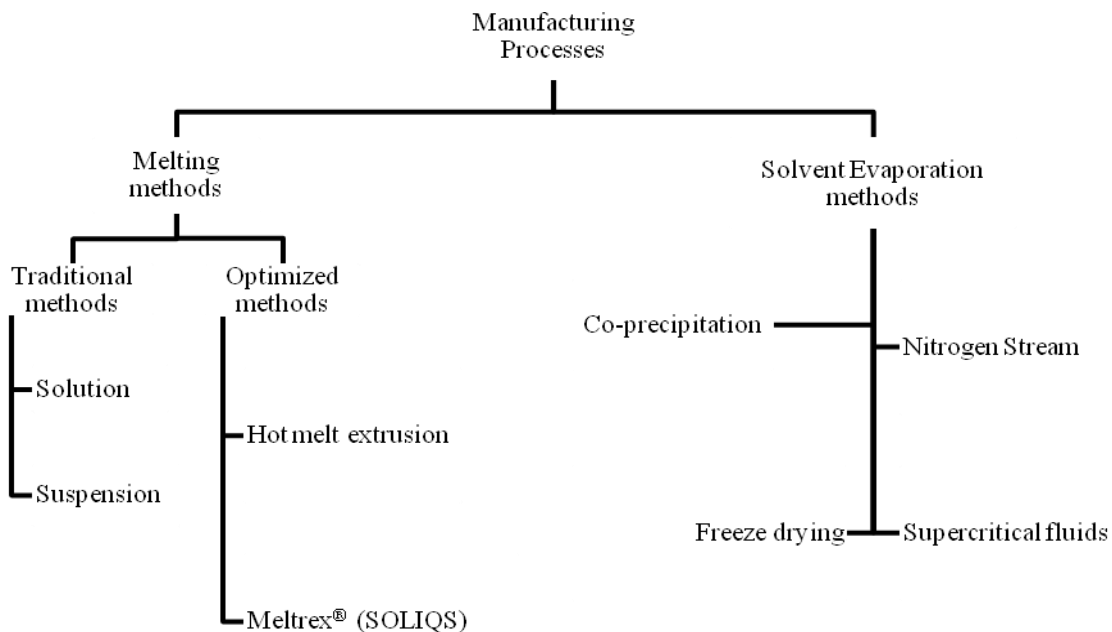 Manufacturing
Processes
Melting
methods
Solvent Evaporation
methods
Traditional
methods
Optimized
methods
Solution
Suspension
Hot melt extrusion
Meltrex® (SOLIQS)
Co-precipitation
Nitrogen Stream
Freeze drying
Supercritical fluids